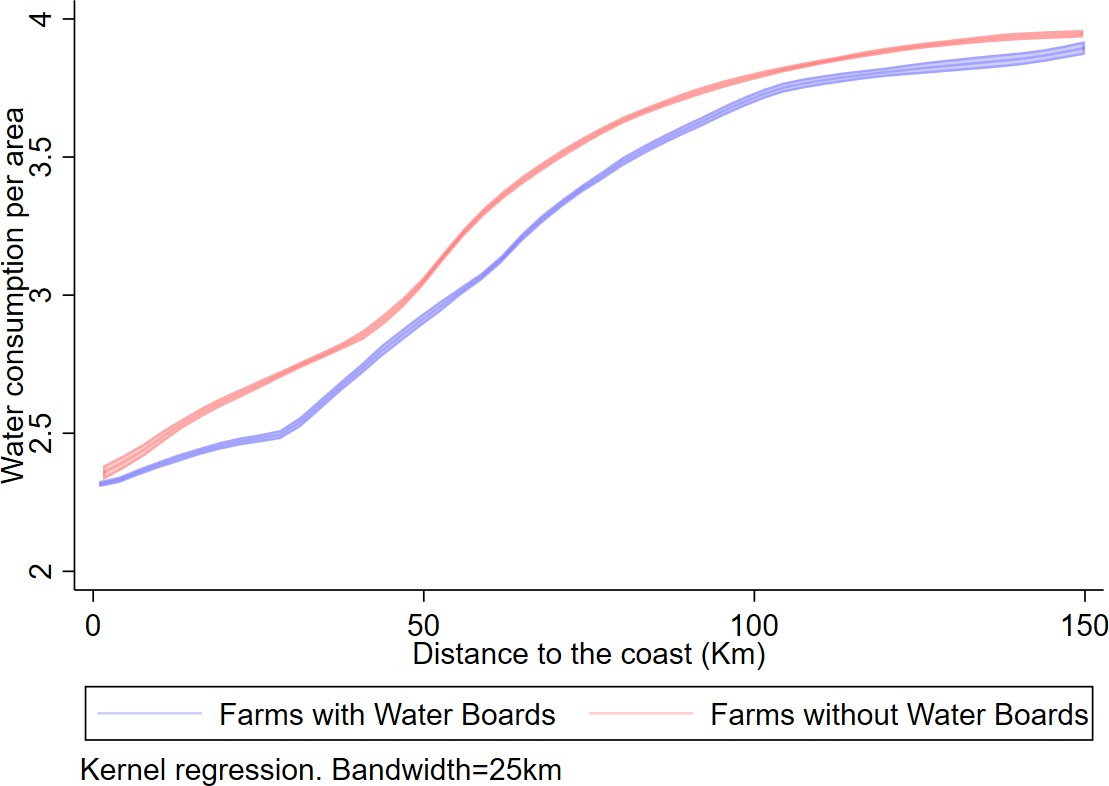 Water consumption per area
4
3.5
3
2.5
2
0 50 100 150
Distance to the coast (Km)
Farms with Water Boards Farms without Water Boards
Kernel regression. Bandwidth=25km